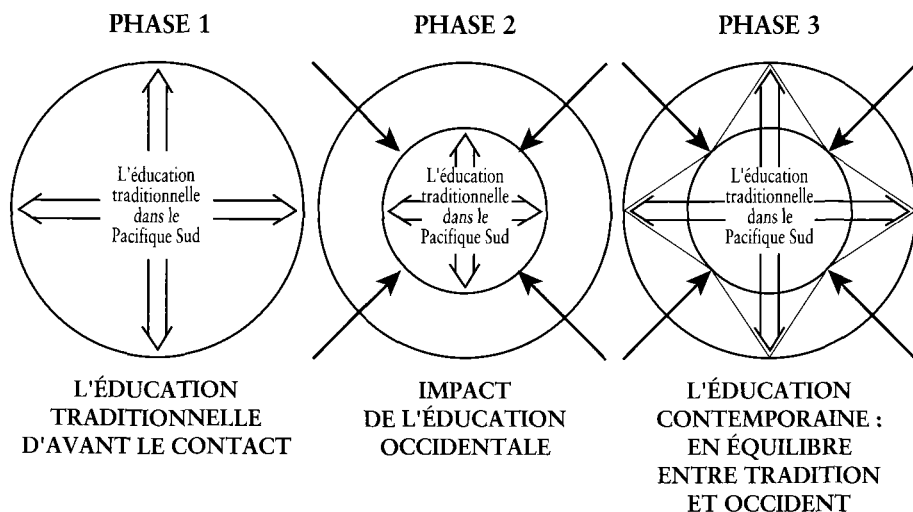 PHASE 1
PHASE 2
PHASE 3
L'éducation
traditionnelle
dans le
Pacifique Sud
L'éducation
traditionnelle
dans le
Pacifique Sud
L'éducation
traditionnelle
dans le
Pacifique Sud
L'ÉDUCATION
TRADITIONNELLE
D'AVANT LE CONTACT
IMPACT
DE L'ÉDUCATION
OCCIDENTALE
L'ÉDUCATION
CONTEMPORAINE :
EN ÉQUILIBRE
ENTRE TRADITION
ET OCCIDENT